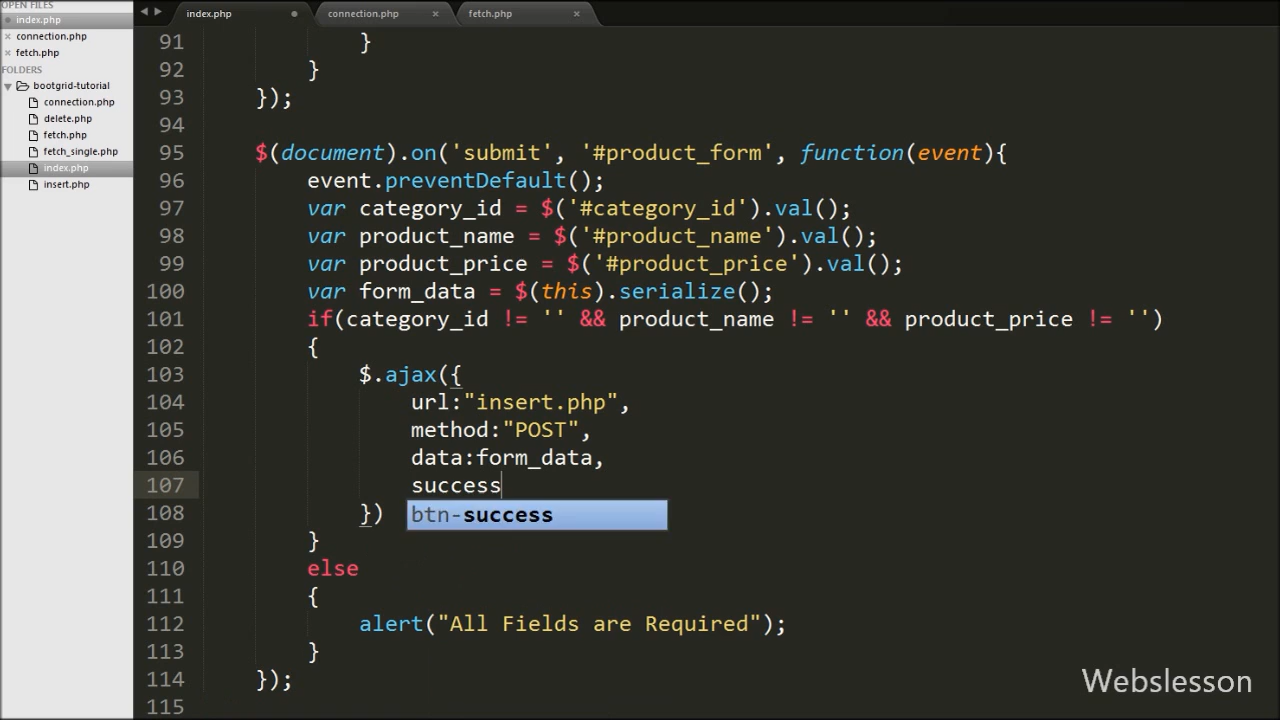 OPEN FILES
index.php
connection.php
fetch.php
FOLDERS
bootgrid-tutorial
connection.php
delete.php
fetch.php
fetch_single.php
index.php
insert.php
index.php
connection.php
fetch.php
91 }
92 }
93 });
94
95 $(document).on('submit', '#product_form', function(event){
96 event.preventDefault();
97 var category_id = $('#category_id').val();
98 var product_name = $('#product_name').val();
99 var product_price = $('#product_price').val();
100 var form_data = $(this).serialize();
101 if(category_id != '' && product_name != '' && product_price != '')
102 {
103 $.ajax({
104 url:"insert.php",
105 method:"POST",
106 data:form_data,
107 success
108 })
btn-success
109 }
110 else
111 {
112 alert("All Fields are Required");
113 }
114 });
115
Webslesson